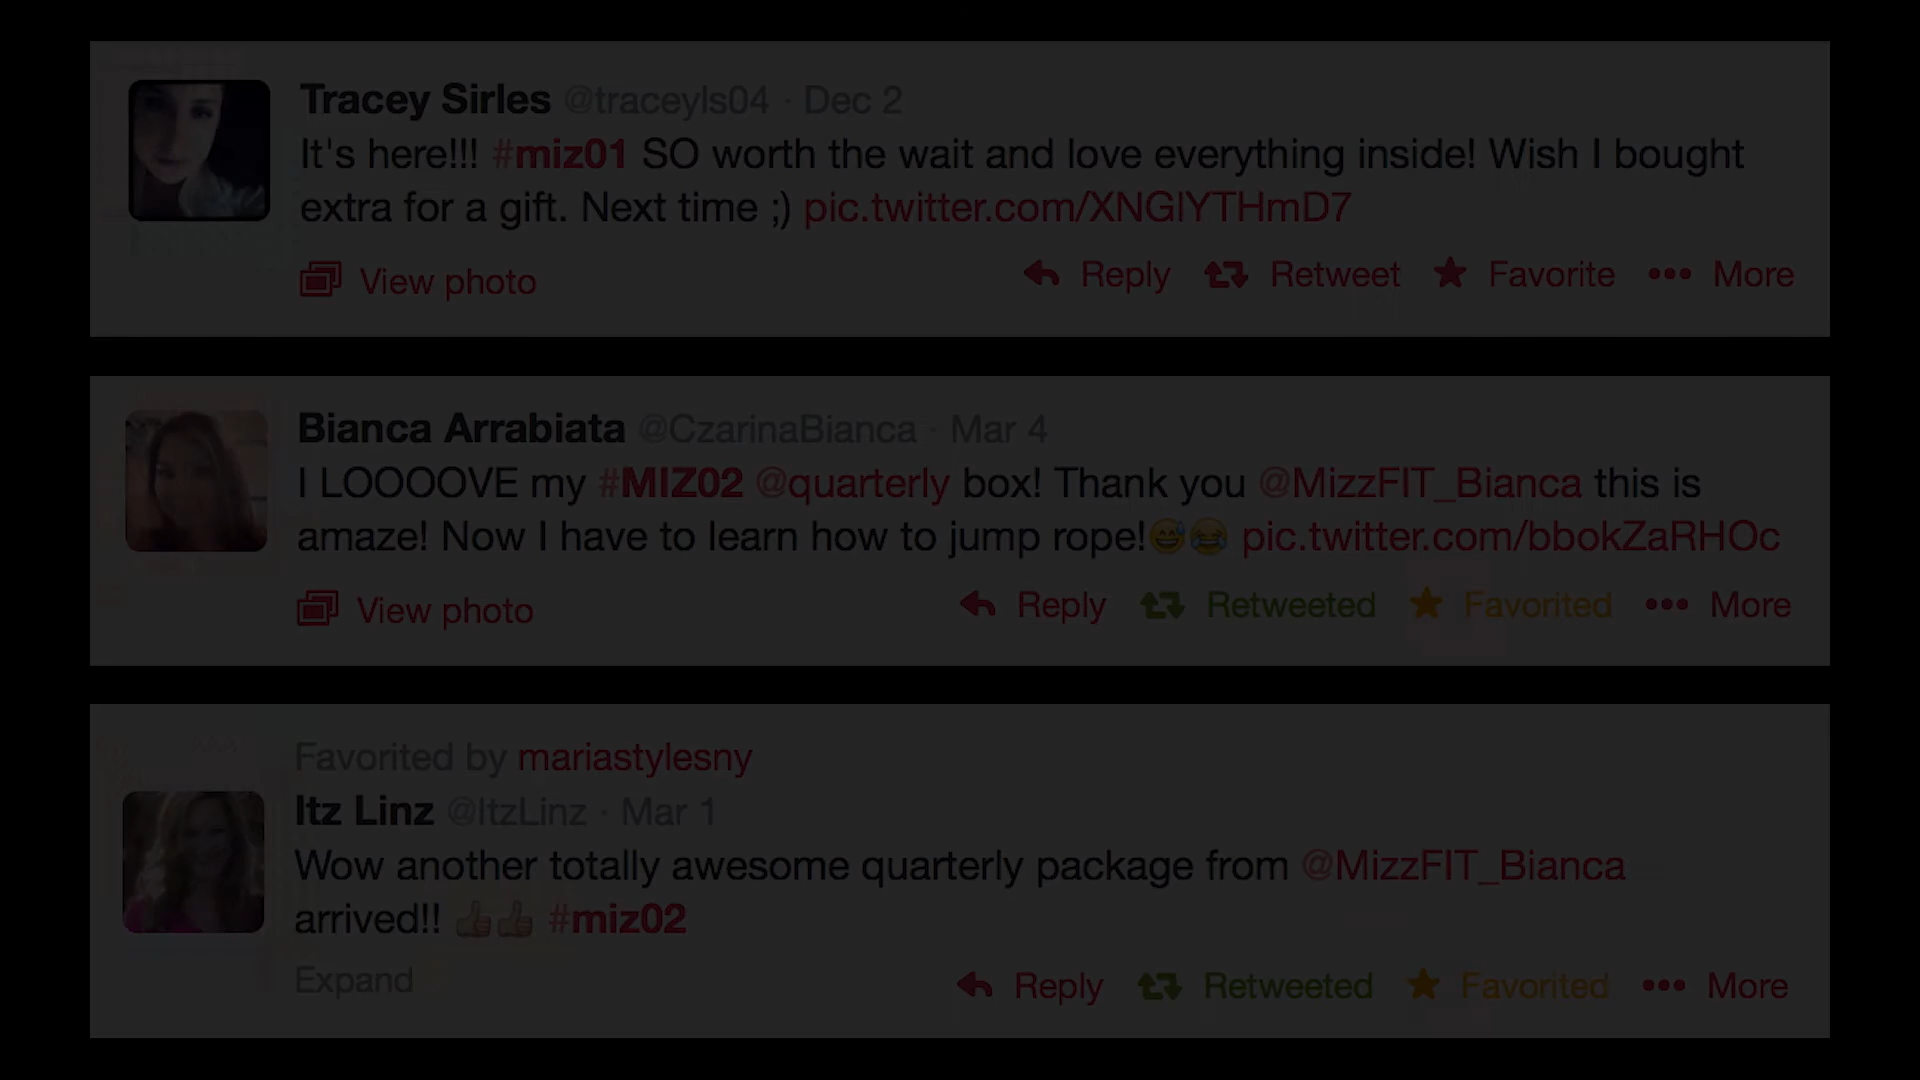 Tracey Sirles @traceyls04 · Dec 2
It's here!!! #miz01 SO worth the wait and love everything inside! Wish I bought
extra for a gift. Next time ;) pic.twitter.com/XNGlYTHmD7
View photo Reply Retweet Favorite ••• More
Bianca Arrabiata @CzarinaBianca · Mar 4
I LOOOOVE my #MIZ02 @quarterly box! Thank you @MizzFIT_Bianca this is
amaze! Now I have to learn how to jump rope!😅😂 pic.twitter.com/bbokZaRHOc
View photo Reply Retweeted Favorited ••• More
Favorited by mariastylesny
Itz Linz @ItzLinz · Mar 1
Wow another totally awesome quarterly package from @MizzFIT_Bianca
arrived!! 👍👍 #miz02
Expand Reply Retweeted Favorited ••• More